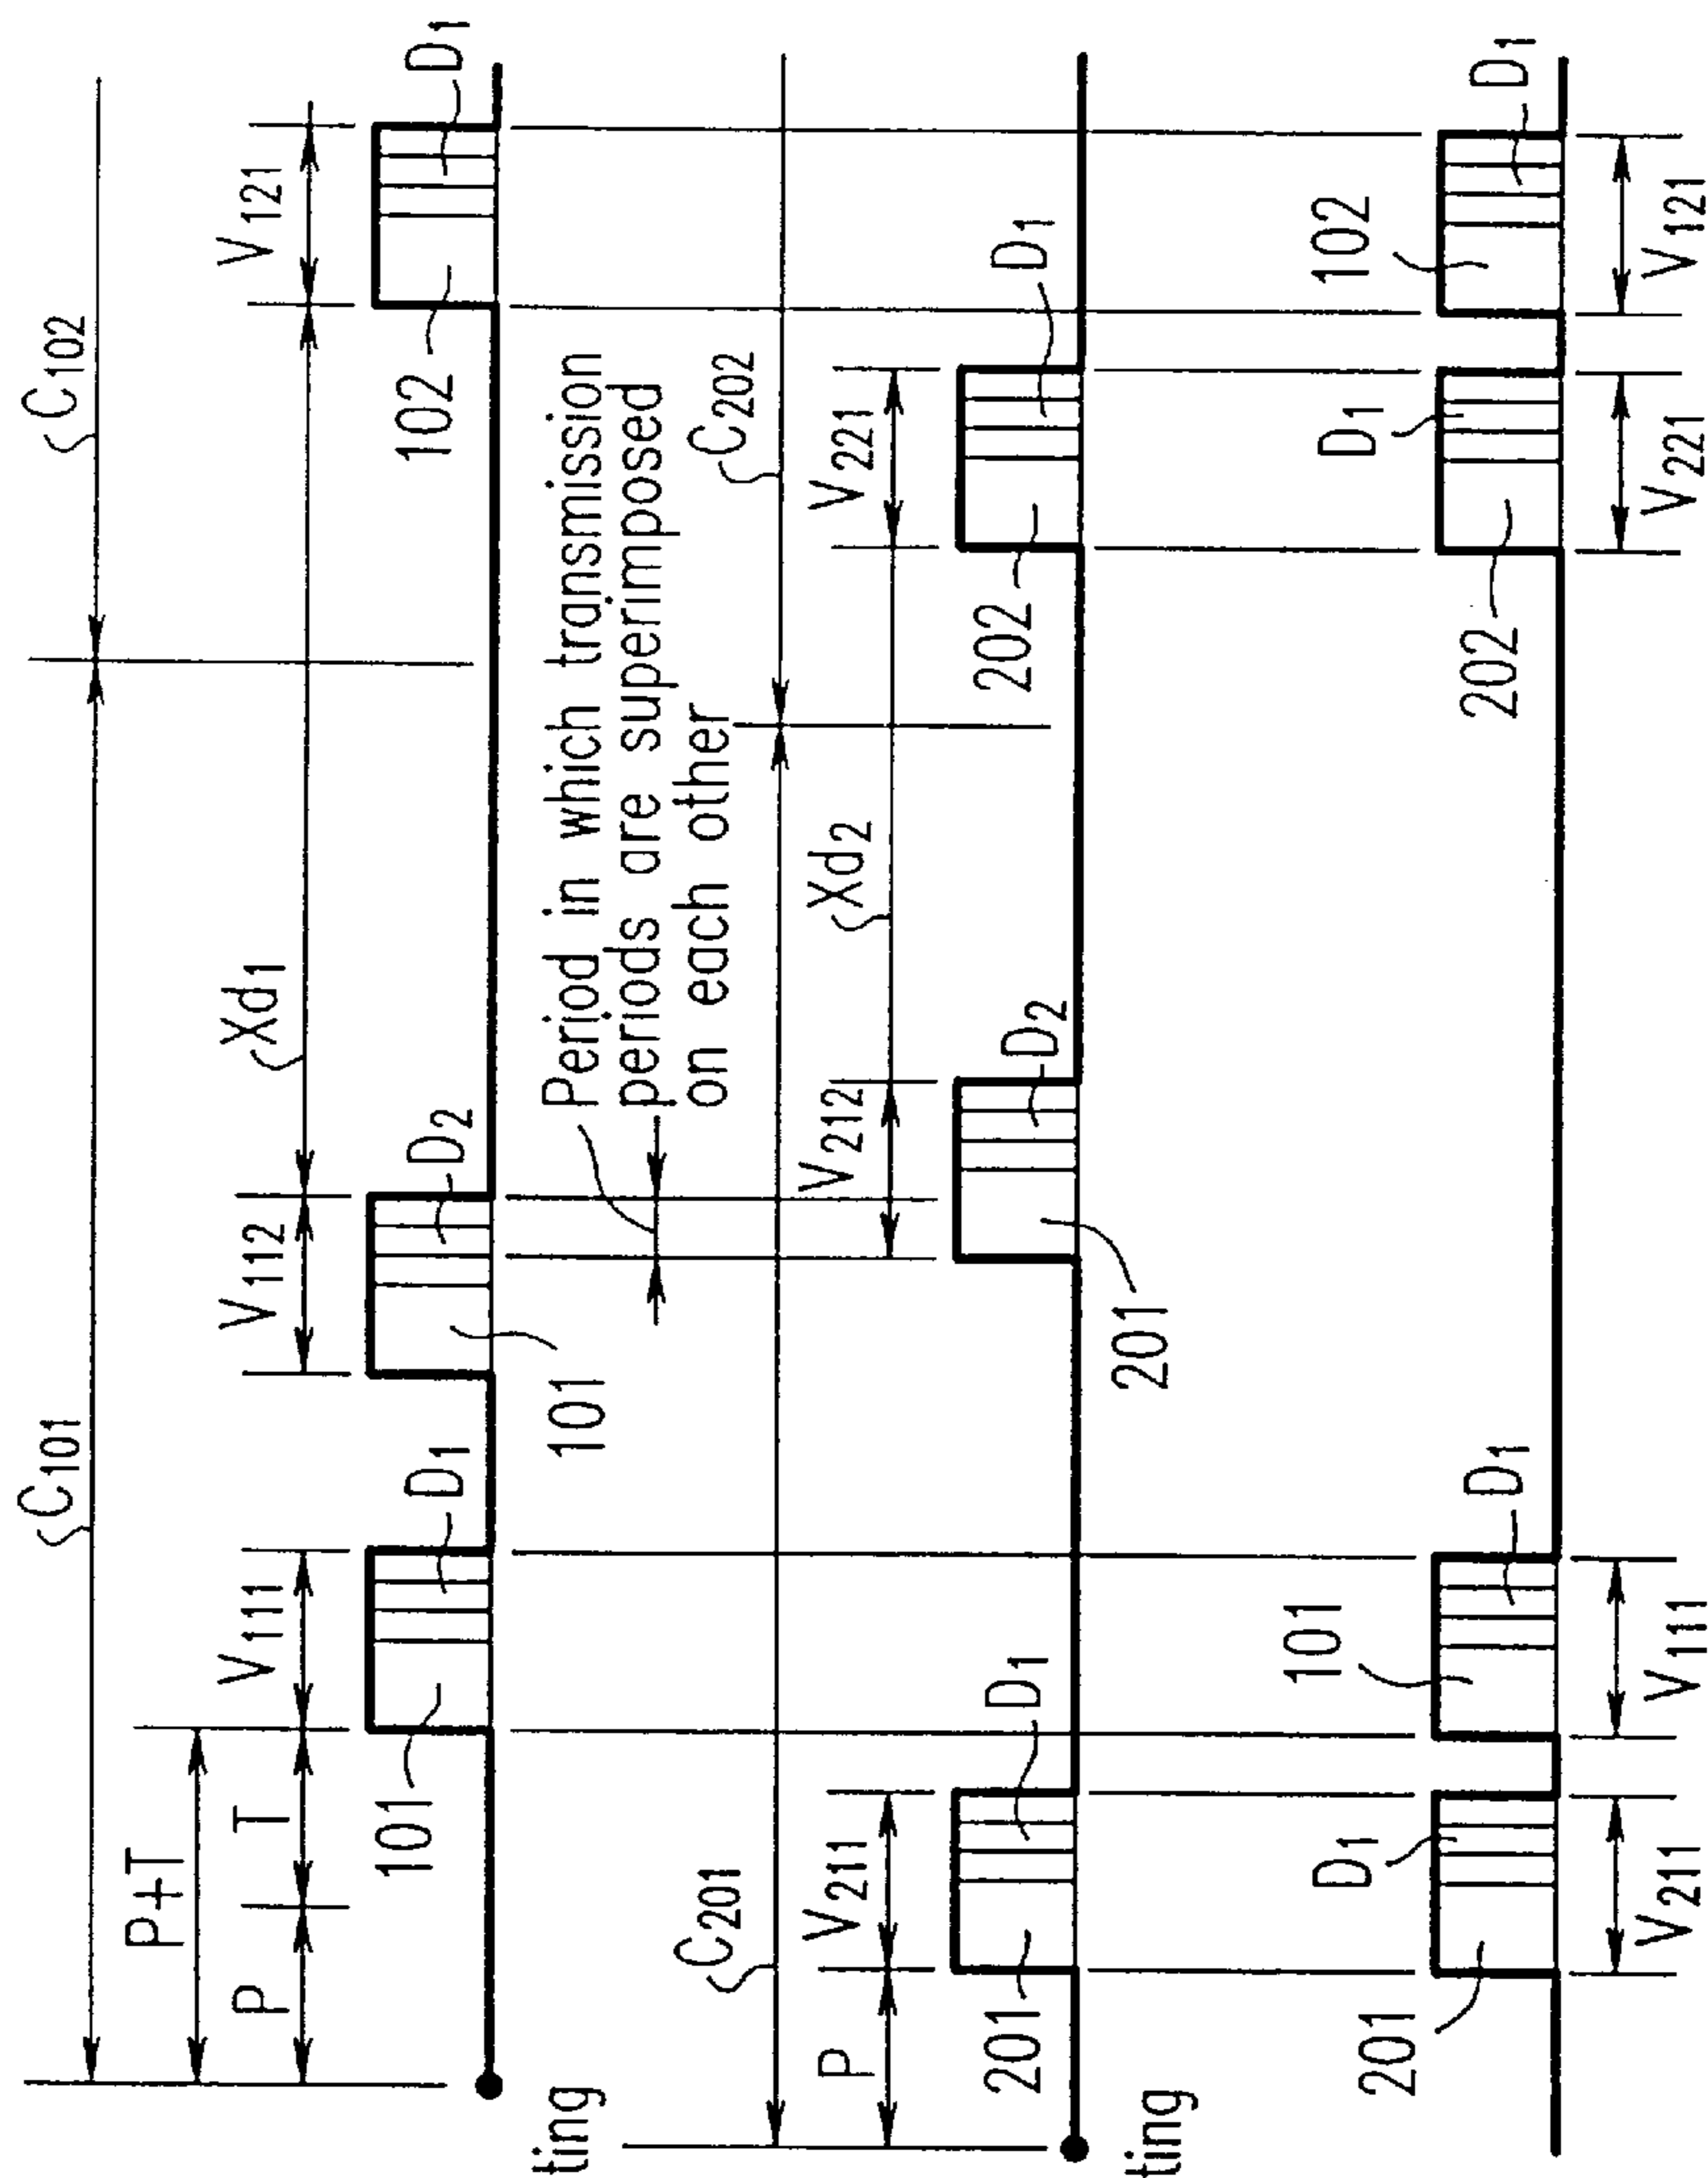 C101
C102
P+T
P
T
V111
V112
Xd1
V121
101
D1
101
D2
102
D1
ting
Period in which transmission
periods are superimposed
on each other
C201
C202
P
V211
V212
Xd2
V221
201
D1
201
D2
202
D1
ting
201
D1
101
D1
202
D1
102
D1
V211
V111
V221
V121